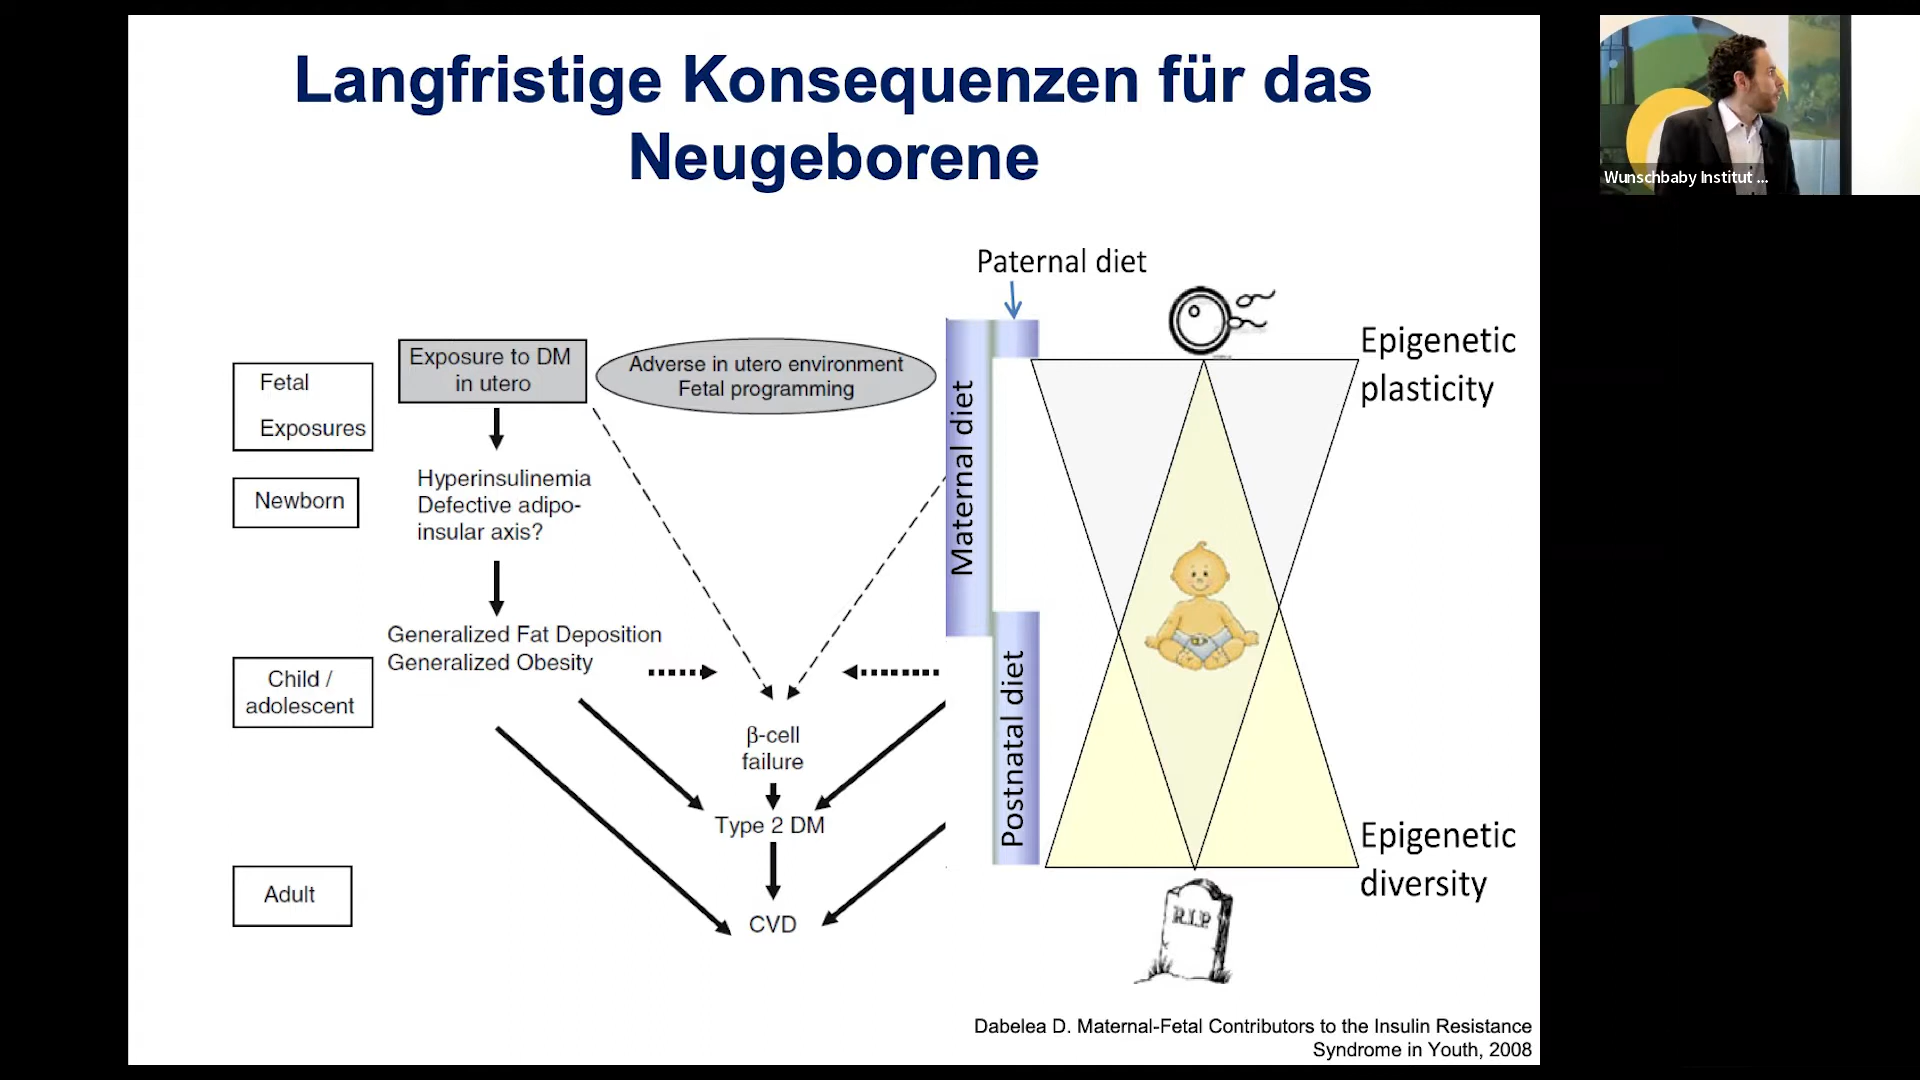 Langfristige Konsequenzen für das
Neugeborene
Wunschbaby Institut ...
Paternal diet
Exposure to DM
in utero
Adverse in utero environment
Fetal programming
Fetal
Exposures
Epigenetic
plasticity
Maternal diet
Newborn
Hyperinsulinemia
Defective adipo-
insular axis?
Generalized Fat Deposition
Generalized Obesity
Child /
adolescent
β-cell
failure
Postnatal diet
Type 2 DM
Epigenetic
diversity
Adult
CVD
R.I.P
Dabelea D. Maternal-Fetal Contributors to the Insulin Resistance
Syndrome in Youth, 2008